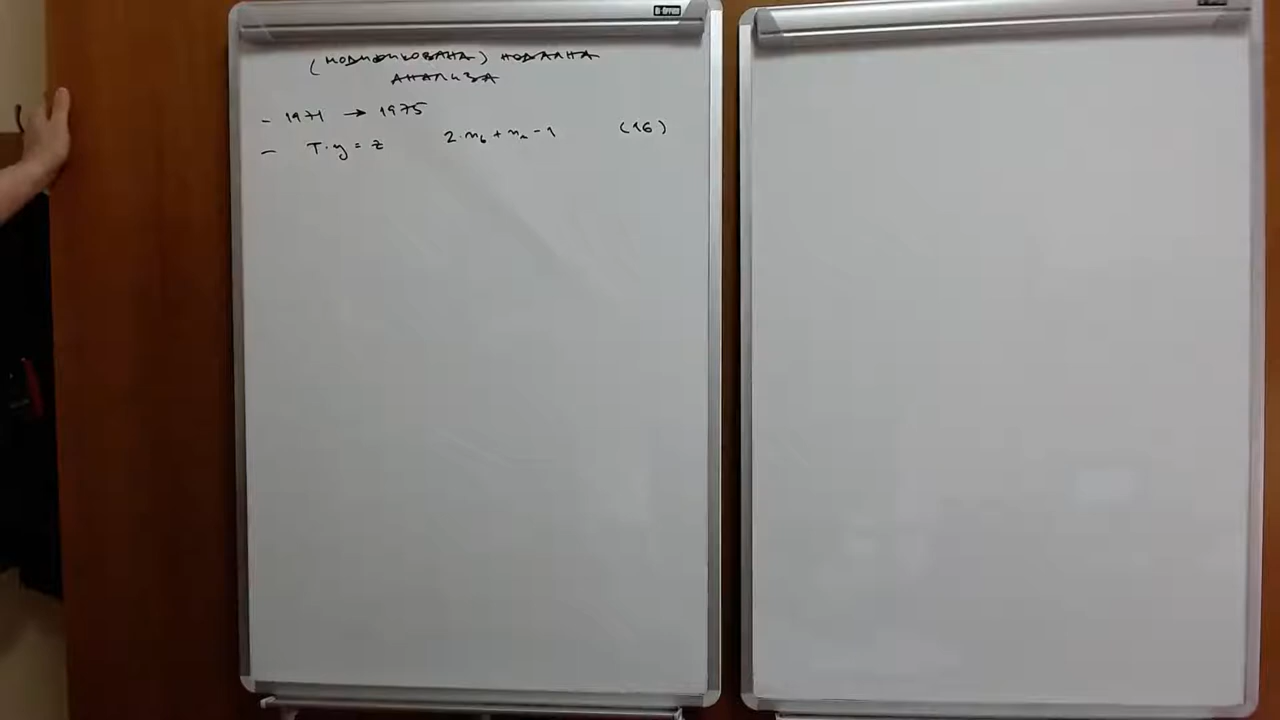 (МОДИФИКОВАНА) НОДАЛНА
АНАЛИЗА
- 1971 → 1975
- T·y = z 2·n_b + n_n - 1 (16)